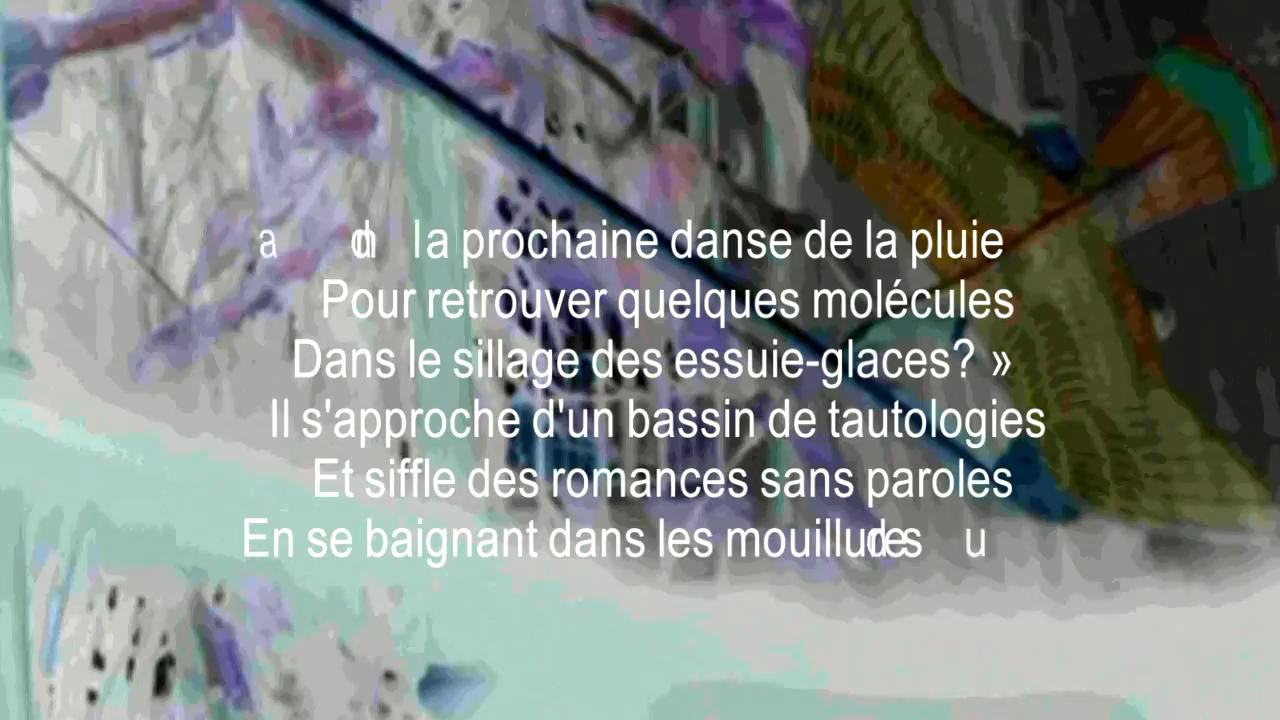 la prochaine danse de la pluie
Pour retrouver quelques molécules
Dans le sillage des essuie-glaces? »
Il s'approche d'un bassin de tautologies
Et siffle des romances sans paroles
En se baignant dans les